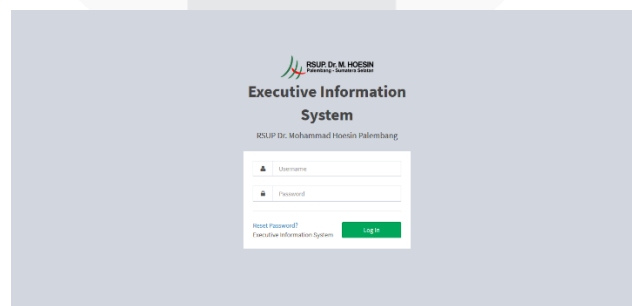 RSUP. Dr. M. HOESIN
Palembang - Sumatera Selatan
Executive Information
System
RSUP Dr. Mohammad Hoesin Palembang
Username
Password
Reset Password?
Executive Information System
Log In